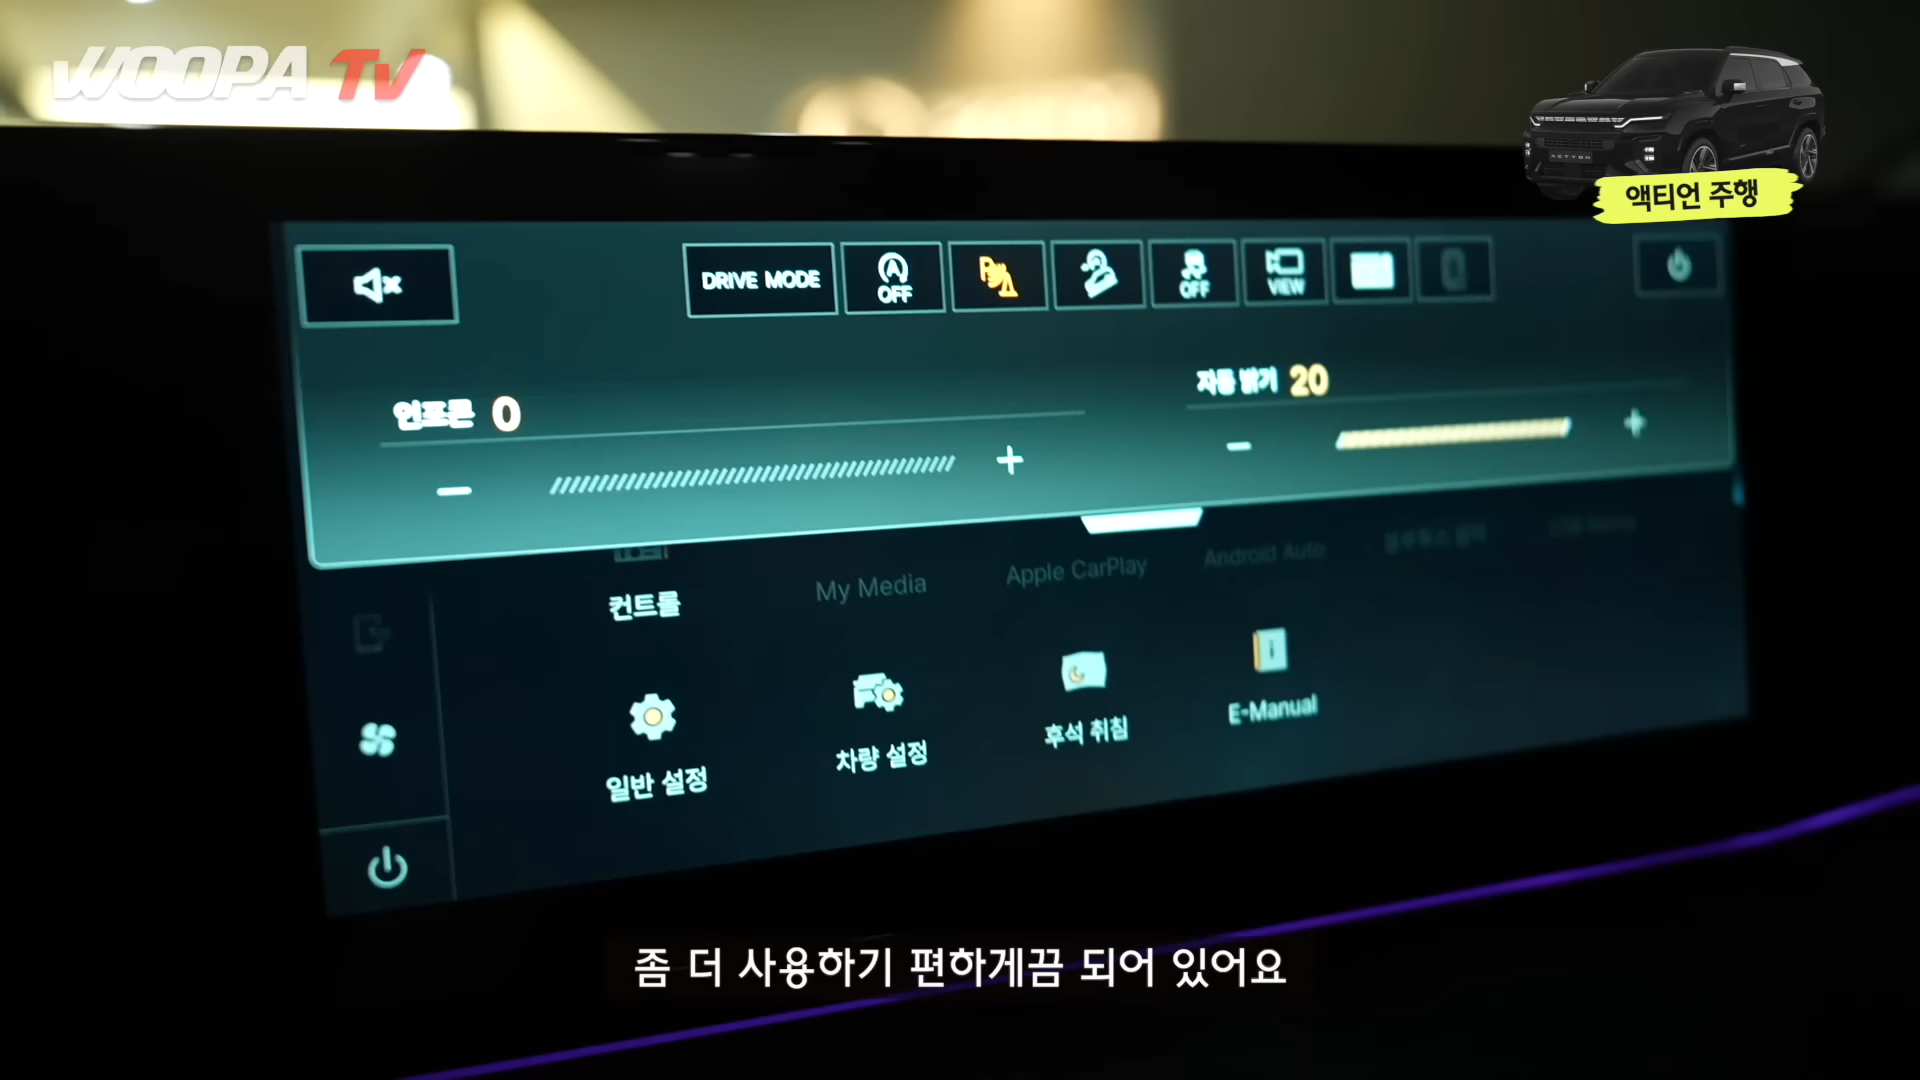 WOOPA TV
ACTYON
액티언 주행
DRIVE MODE
OFF
OFF
VIEW
인포콘 0
자동 밝기 20
컨트롤
My Media
Apple CarPlay
Android Auto
일반 설정
차량 설정
후석 취침
E-Manual
좀 더 사용하기 편하게끔 되어 있어요